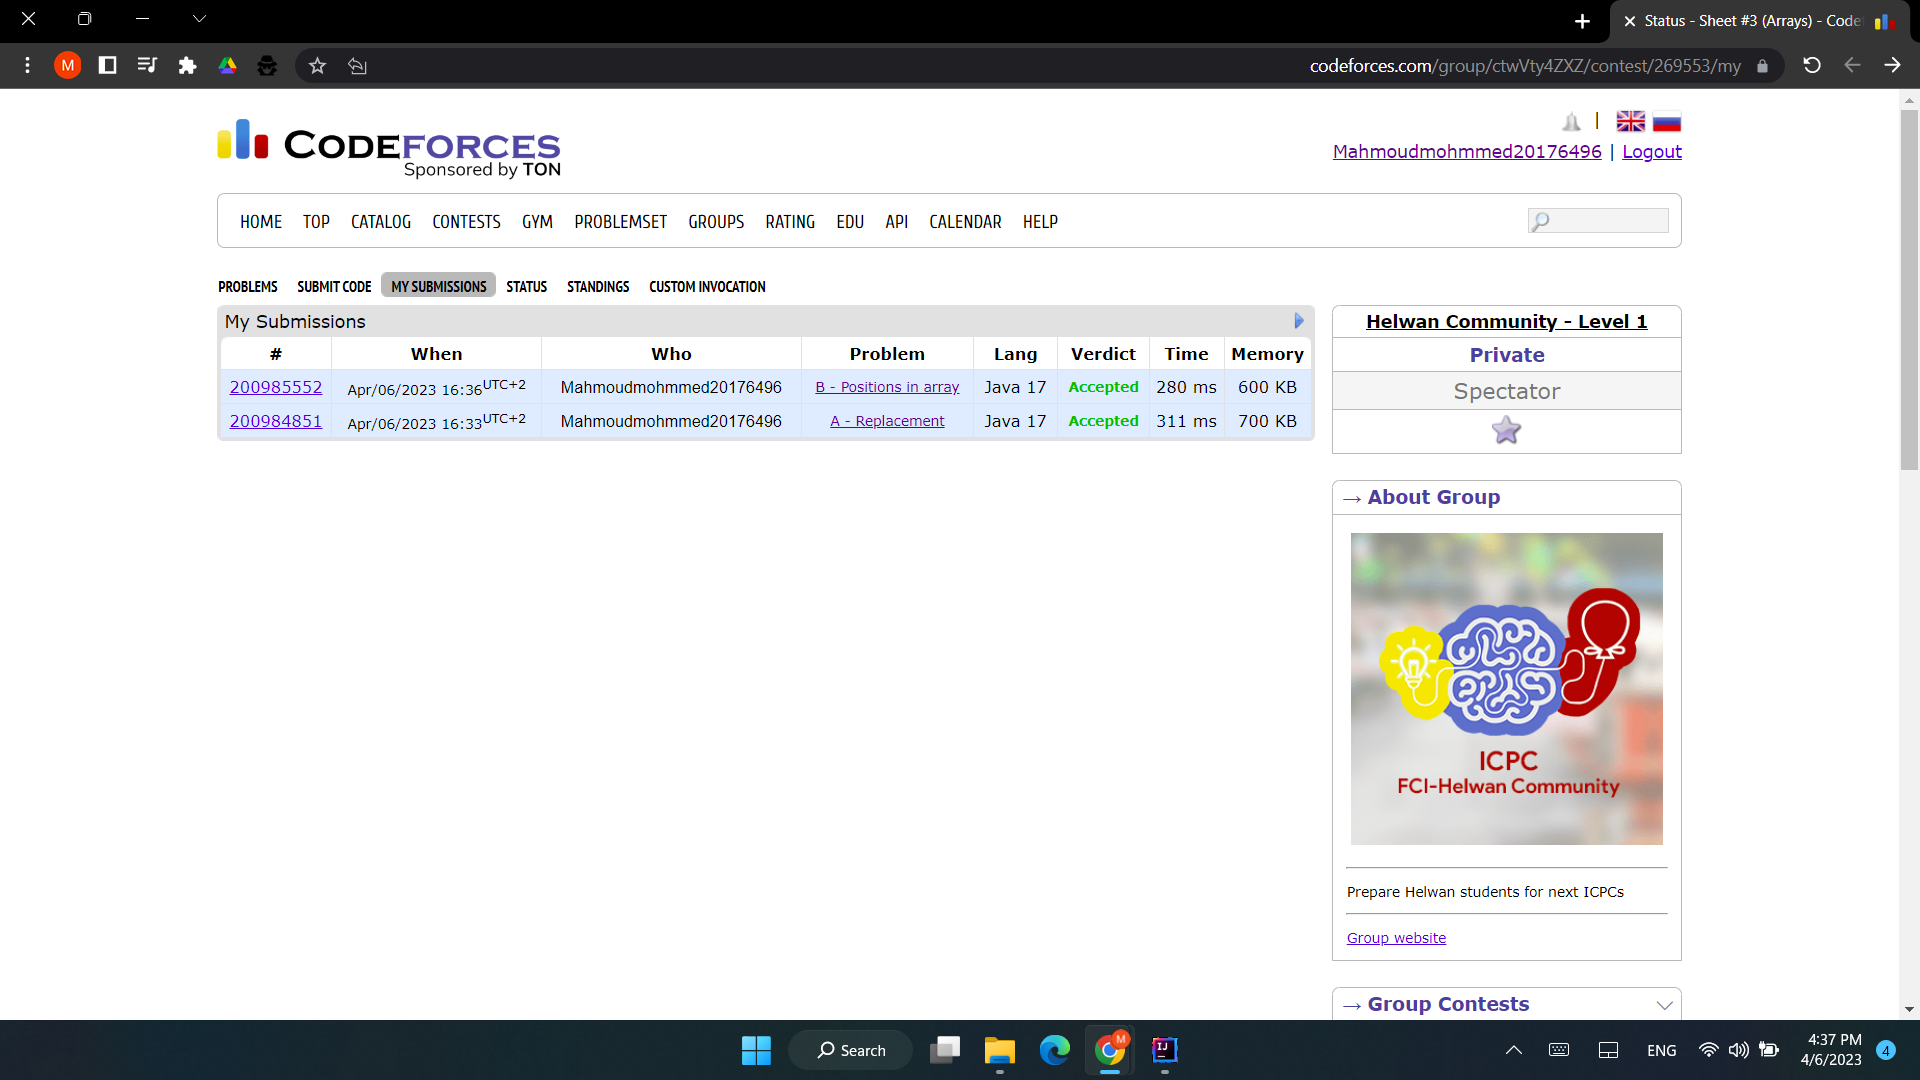 Status - Sheet #3 (Arrays) - Code
M
codeforces.com/group/ctwVty4ZXZ/contest/269553/my
CODEFORCES
Sponsored by TON
|
Mahmoudmohmmed20176496 | Logout
HOME TOP CATALOG CONTESTS GYM PROBLEMSET GROUPS RATING EDU API CALENDAR HELP
PROBLEMS SUBMIT CODE MY SUBMISSIONS STATUS STANDINGS CUSTOM INVOCATION
My Submissions
# When Who Problem Lang Verdict Time Memory
200985552 Apr/06/2023 16:36UTC+2 Mahmoudmohmmed20176496 B - Positions in array Java 17 Accepted 280 ms 600 KB
200984851 Apr/06/2023 16:33UTC+2 Mahmoudmohmmed20176496 A - Replacement Java 17 Accepted 311 ms 700 KB
Helwan Community - Level 1
Private
Spectator
→ About Group
ICPC
FCI-Helwan Community
Prepare Helwan students for next ICPCs
Group website
→ Group Contests
Search
M
IJ
ENG
4:37 PM
4/6/2023
4